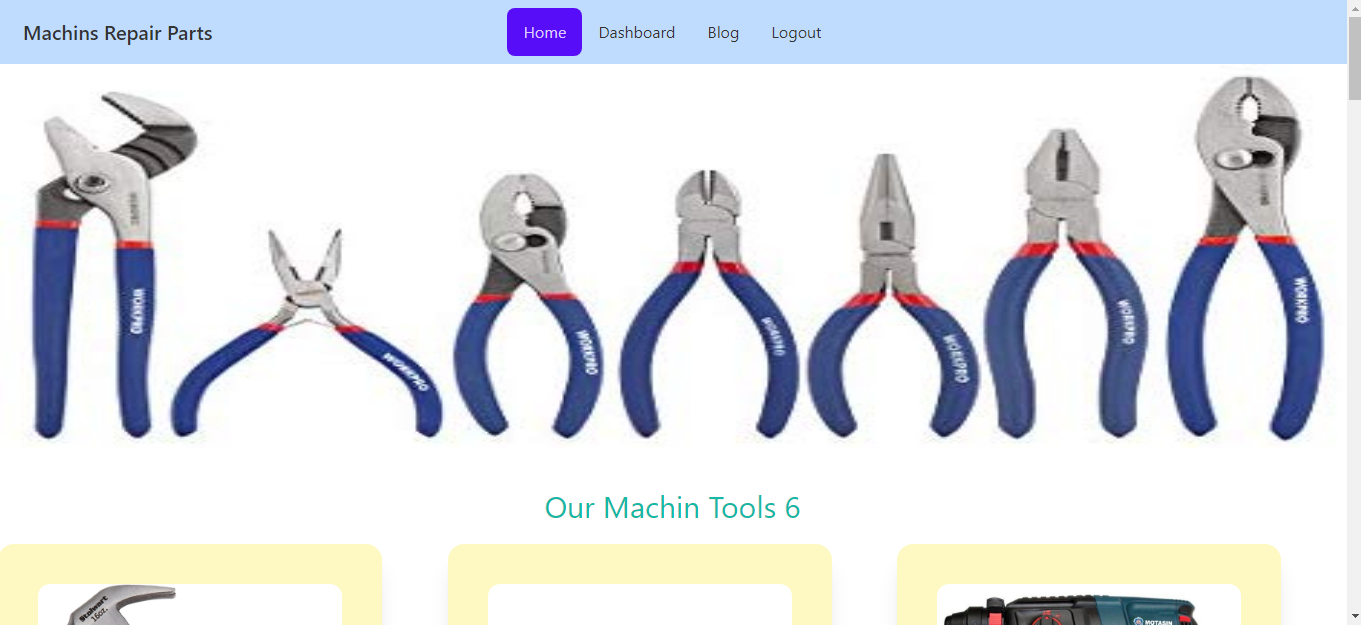 Machins Repair Parts
Home
Dashboard
Blog
Logout
WORKPRO
WORKPRO
WORKPRO
WORKPRO
WORKPRO
WORKPRO
WORKPRO
Our Machin Tools 6
Stalwart
16oz.
MOTASIN